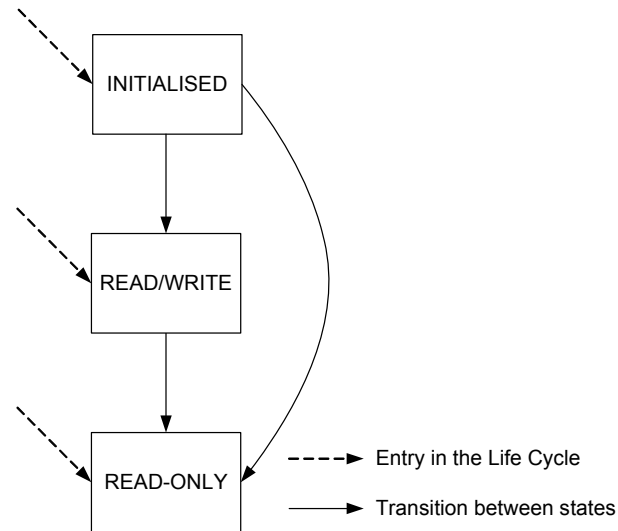 INITIALISED
READ/WRITE
READ-ONLY
Entry in the Life Cycle
Transition between states